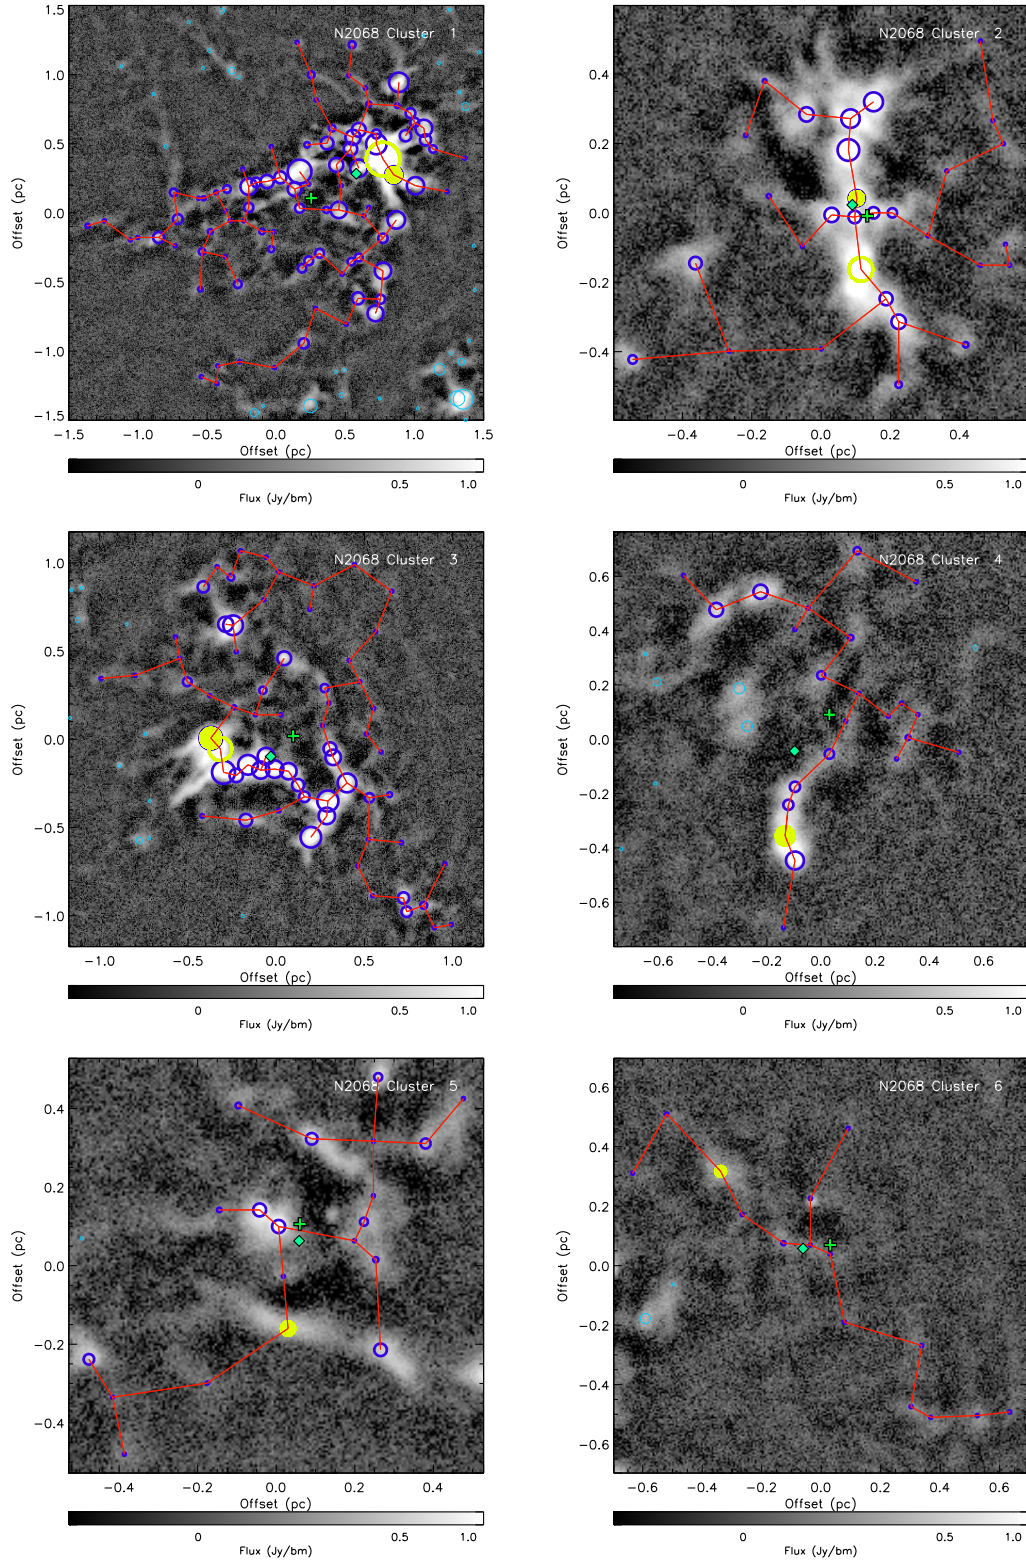 N2068 Cluster 1
1.5
1.0
0.5
0.0
−0.5
−1.0
−1.5
Offset (pc)
−1.5 −1.0 −0.5 0.0 0.5 1.0 1.5
Offset (pc)
0 0.5 1.0
Flux (Jy/bm)
N2068 Cluster 2
0.4
0.2
0.0
−0.2
−0.4
Offset (pc)
−0.4 −0.2 0.0 0.2 0.4
Offset (pc)
0 0.5 1.0
Flux (Jy/bm)
N2068 Cluster 3
1.0
0.5
0.0
−0.5
−1.0
Offset (pc)
−1.0 −0.5 0.0 0.5 1.0
Offset (pc)
0 0.5 1.0
Flux (Jy/bm)
N2068 Cluster 4
0.6
0.4
0.2
0.0
−0.2
−0.4
−0.6
Offset (pc)
−0.6 −0.4 −0.2 0.0 0.2 0.4 0.6
Offset (pc)
0 0.5 1.0
Flux (Jy/bm)
N2068 Cluster 5
0.4
0.2
0.0
−0.2
−0.4
Offset (pc)
−0.4 −0.2 0.0 0.2 0.4
Offset (pc)
0 0.5 1.0
Flux (Jy/bm)
N2068 Cluster 6
0.6
0.4
0.2
0.0
−0.2
−0.4
−0.6
Offset (pc)
−0.6 −0.4 −0.2 0.0 0.2 0.4 0.6
Offset (pc)
0 0.5 1.0
Flux (Jy/bm)